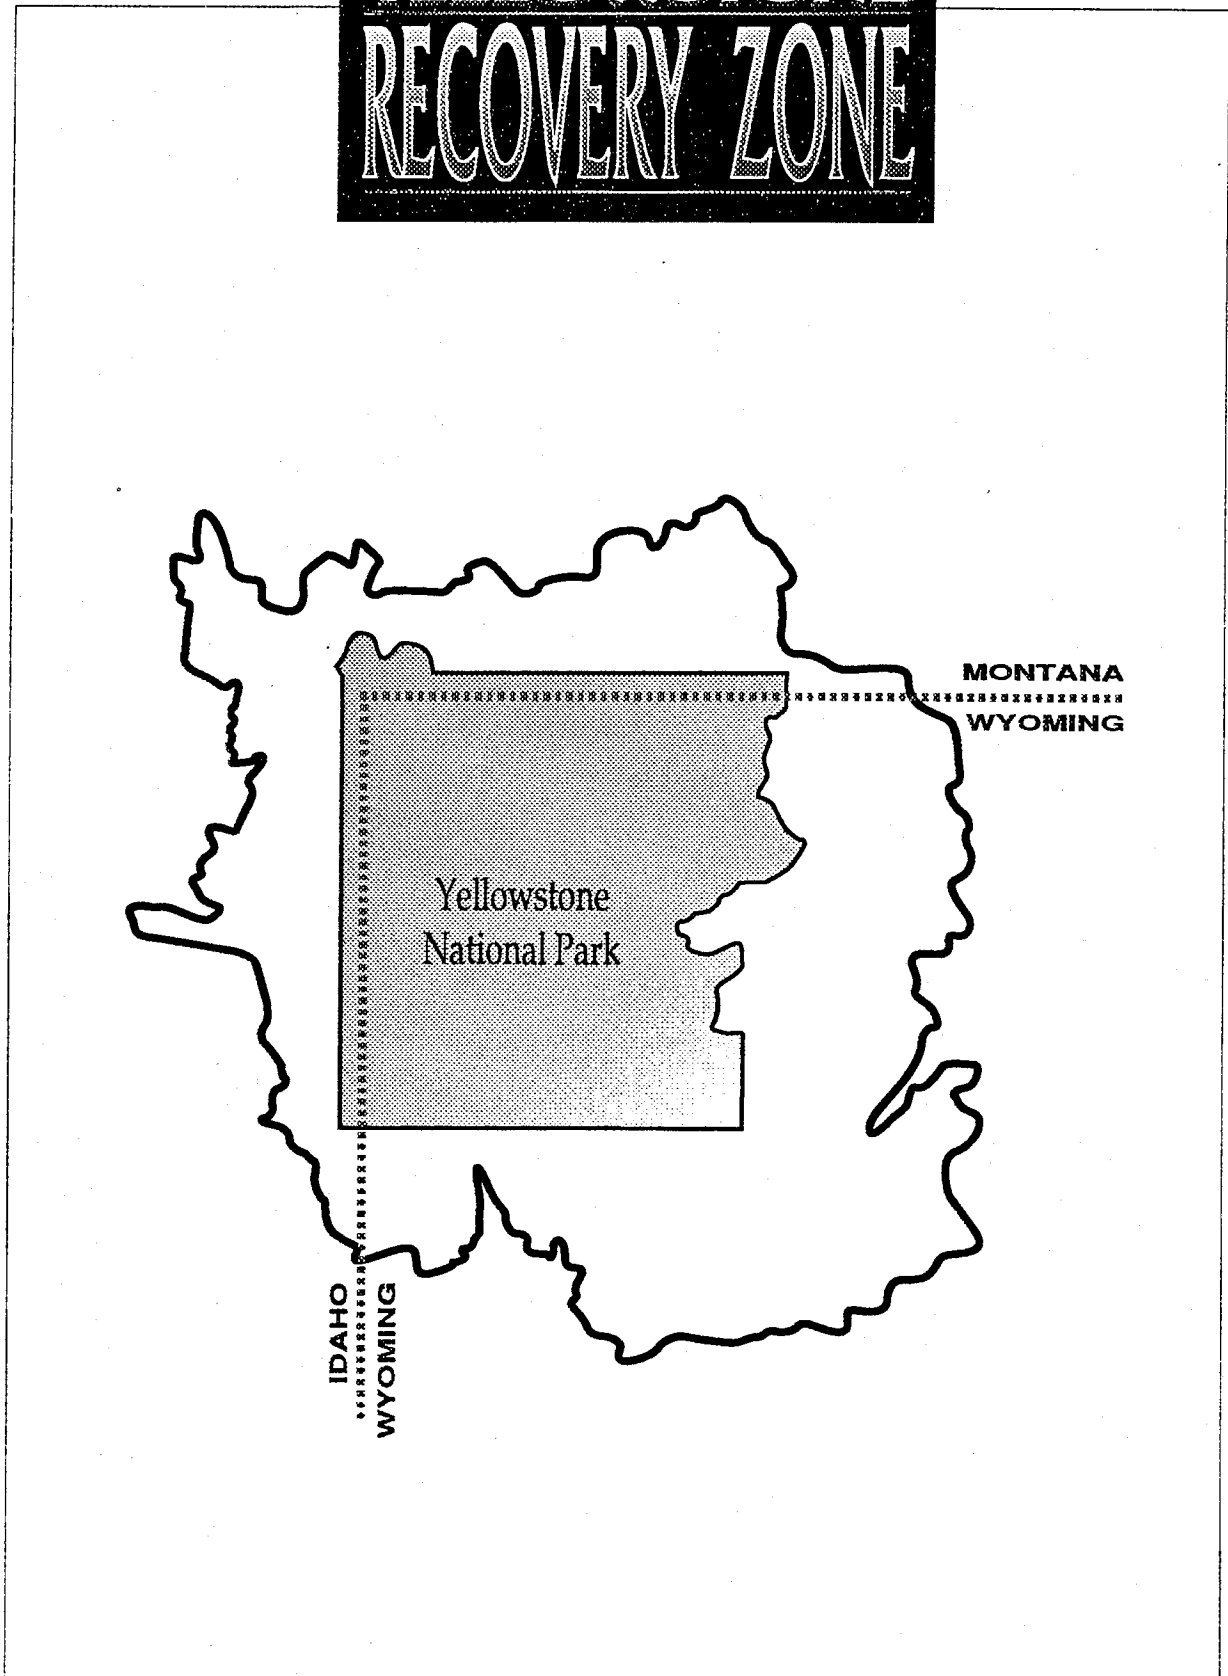 RECOVERY ZONE
MONTANA
WYOMING
Yellowstone
National Park
IDAHO
WYOMING